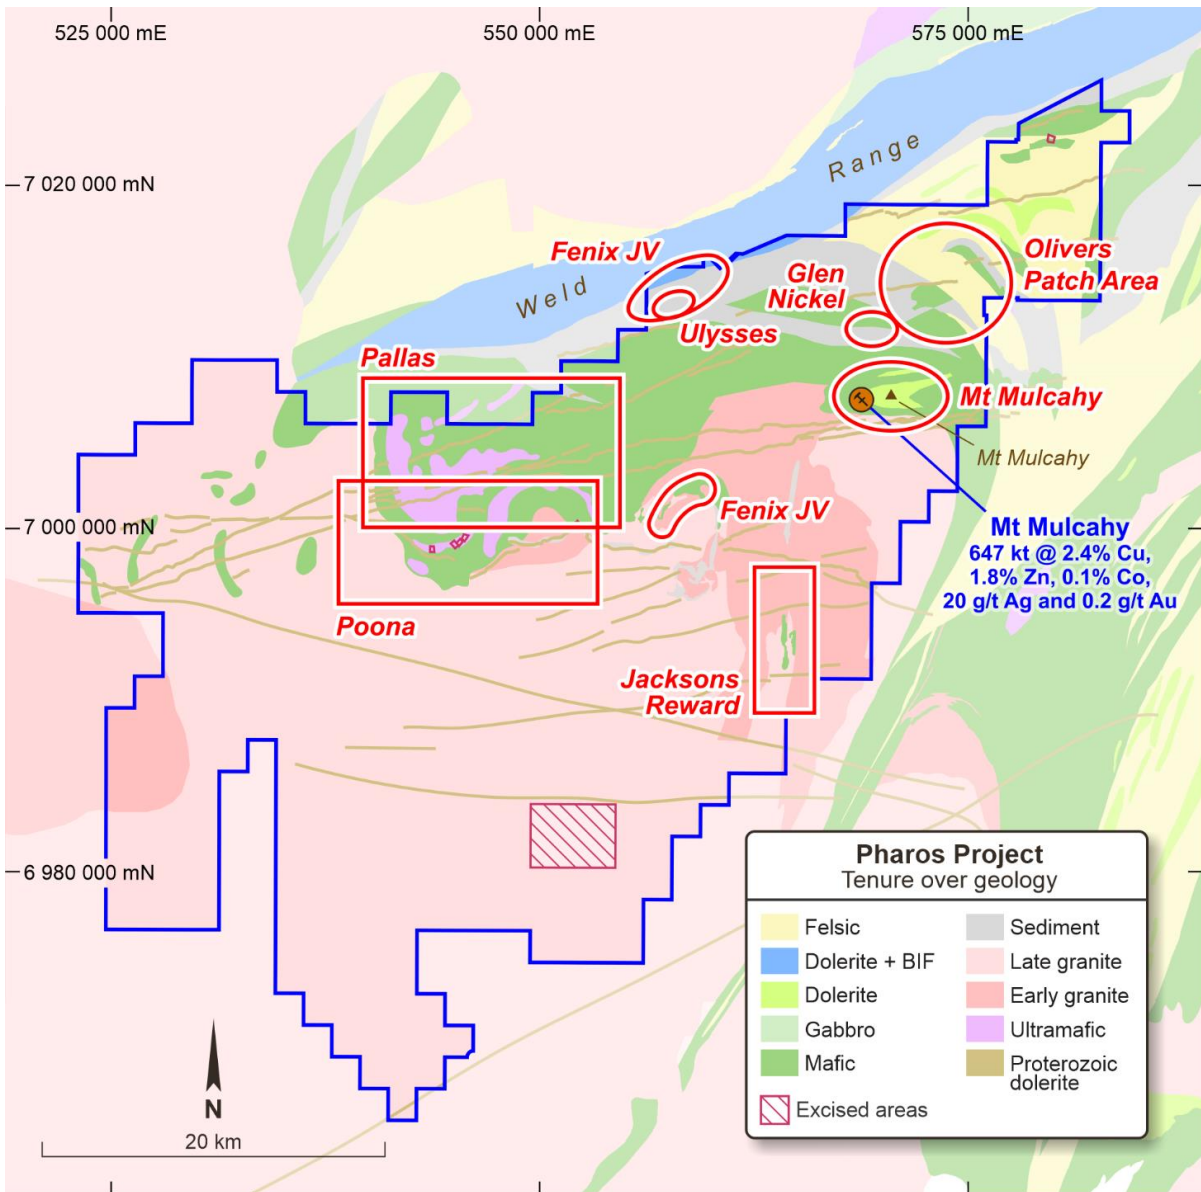 525 000 mE
550 000 mE
575 000 mE
7 020 000 mN
Weld Range
Fenix JV
Ulysses
Glen
Nickel
Olivers
Patch Area
Pallas
Mt Mulcahy
Mt Mulcahy
7 000 000 mN
Fenix JV
Mt Mulcahy
647 kt @ 2.4% Cu,
1.8% Zn, 0.1% Co,
20 g/t Ag and 0.2 g/t Au
Poona
Jacksons
Reward
6 980 000 mN
Pharos Project
Tenure over geology
Felsic
Dolerite + BIF
Dolerite
Gabbro
Mafic
Excised areas
Sediment
Late granite
Early granite
Ultramafic
Proterozoic
dolerite
N
20 km